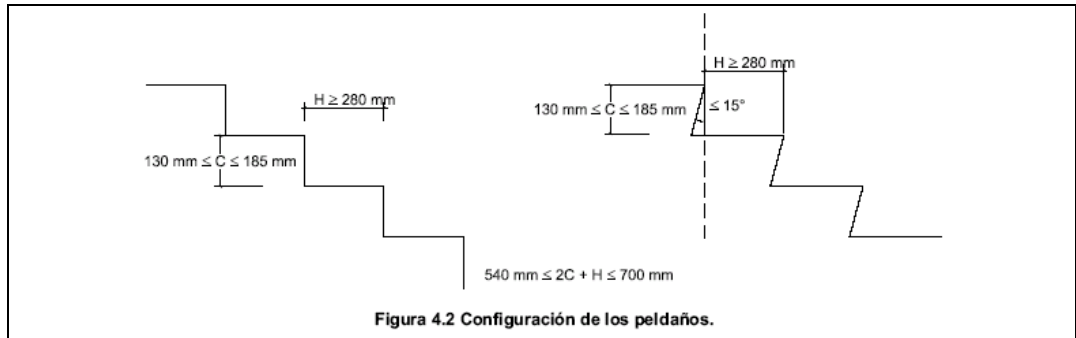 H ≥ 280 mm
130 mm ≤ C ≤ 185 mm
H ≥ 280 mm
130 mm ≤ C ≤ 185 mm
≤ 15°
540 mm ≤ 2C + H ≤ 700 mm
Figura 4.2 Configuración de los peldaños.